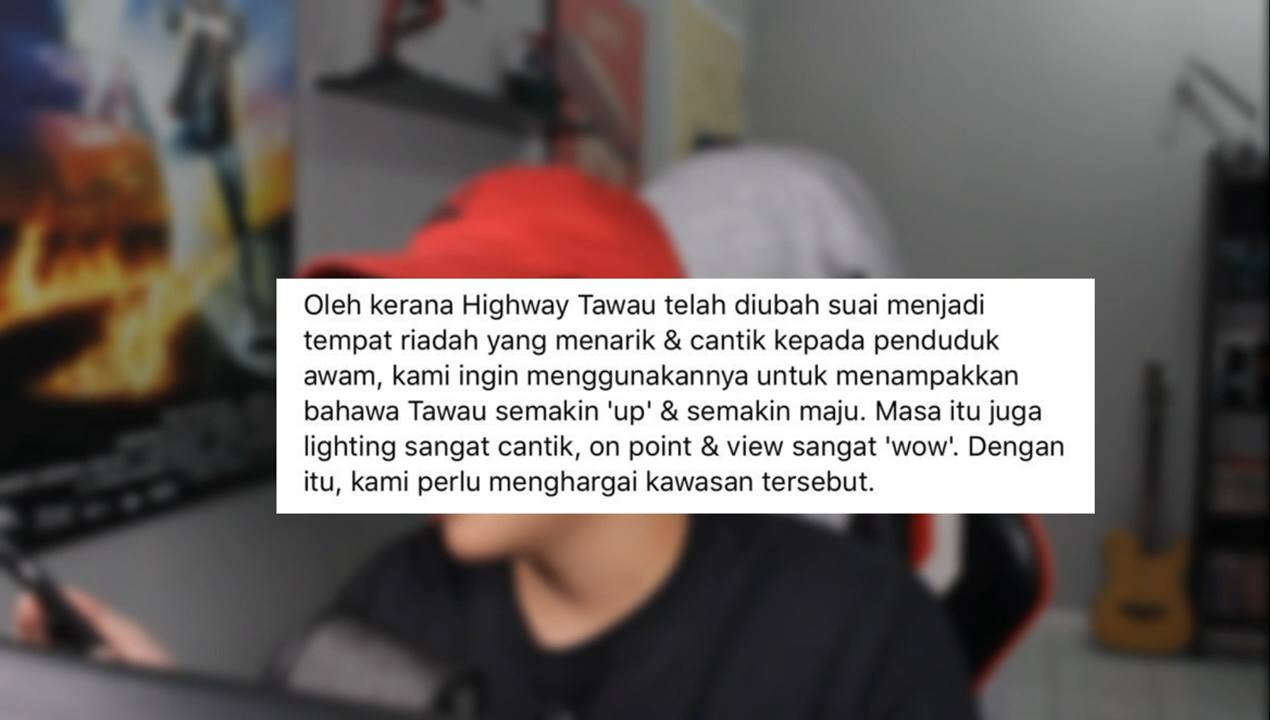 Oleh kerana Highway Tawau telah diubah suai menjadi
tempat riadah yang menarik & cantik kepada penduduk
awam, kami ingin menggunakannya untuk menampakkan
bahawa Tawau semakin 'up' & semakin maju. Masa itu juga
lighting sangat cantik, on point & view sangat 'wow'. Dengan
itu, kami perlu menghargai kawasan tersebut.